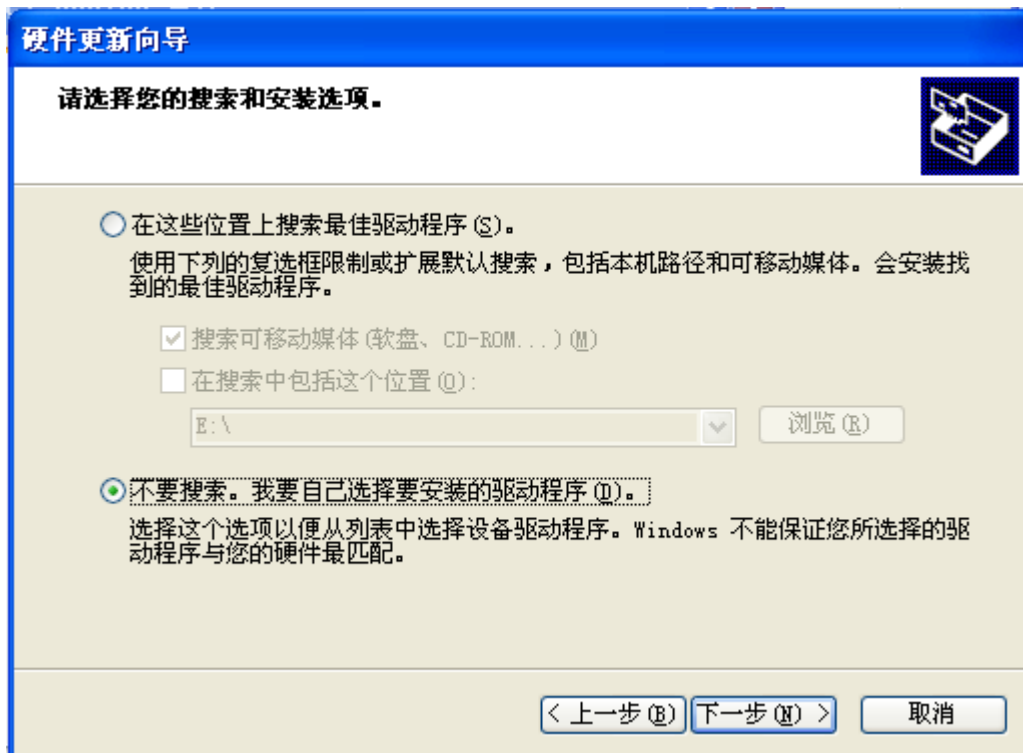 硬件更新向导
请选择您的搜索和安装选项。
在这些位置上搜索最佳驱动程序(S)。
使用下列的复选框限制或扩展默认搜索，包括本机路径和可移动媒体。会安装找
到的最佳驱动程序。
搜索可移动媒体(软盘、CD-ROM...)(M)
在搜索中包括这个位置(O):
E:\
浏览(R)
不要搜索。我要自己选择要安装的驱动程序(D)。
选择这个选项以便从列表中选择设备驱动程序。Windows 不能保证您所选择的驱
动程序与您的硬件最匹配。
< 上一步(B) 下一步(N) > 取消